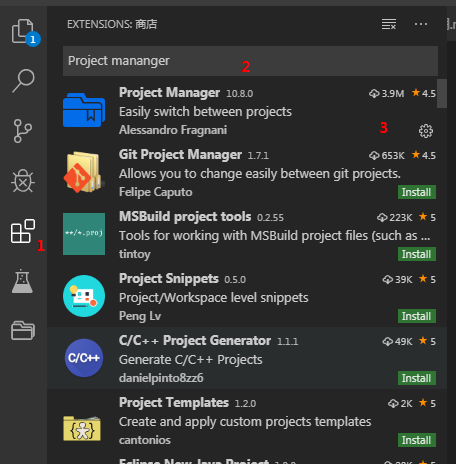 EXTENSIONS: 商店
1
Project mananger
2
Project Manager 10.8.0 3.9M 4.5
Easily switch between projects
Alessandro Fragnani
3
Git Project Manager 1.7.1 653K 4.5
Allows you to change easily between git projects.
Felipe Caputo Install
MSBuild project tools 0.2.55 223K 5
**/*.proj
Tools for working with MSBuild project files (such as ...
tintoy Install
1
Project Snippets 0.5.0 39K 5
Project/Workspace level snippets
Peng Lv Install
C/C++ Project Generator 1.1.1 49K 5
C/C++
Generate C/C++ Projects
danielpinto8zz6 Install
Project Templates 1.2.0 2K 5
Create and apply custom projects templates
cantonios Install